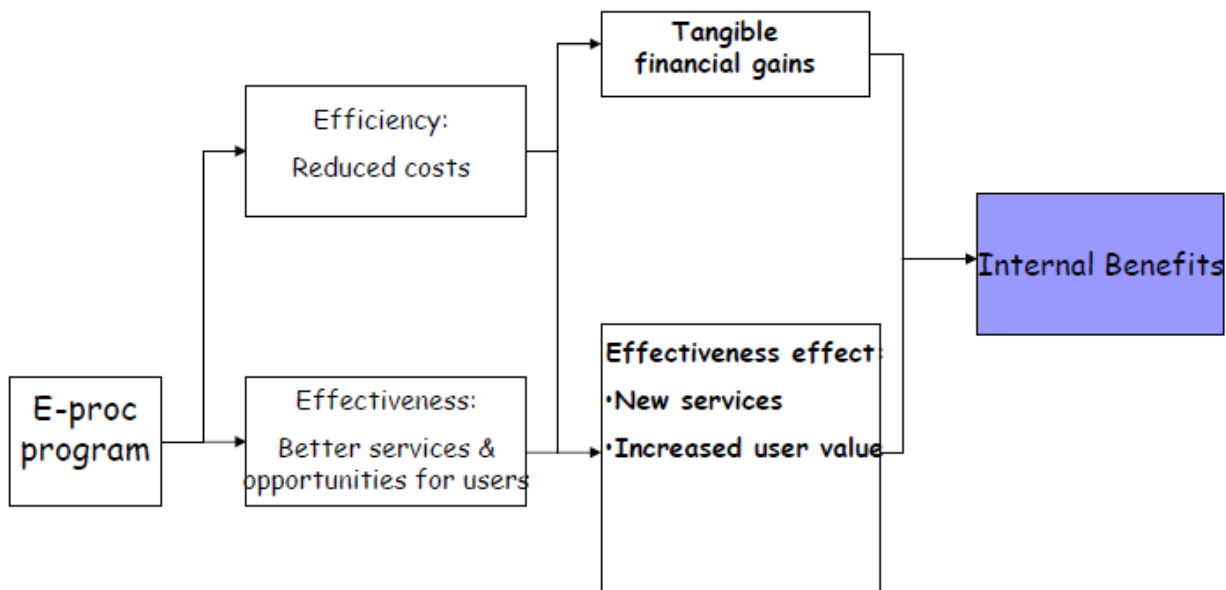 Tangible
financial gains
Efficiency:
Reduced costs
Internal Benefits
Effectiveness effect:
•New services
•Increased user value
E-proc
program
Effectiveness:
Better services &
opportunities for users